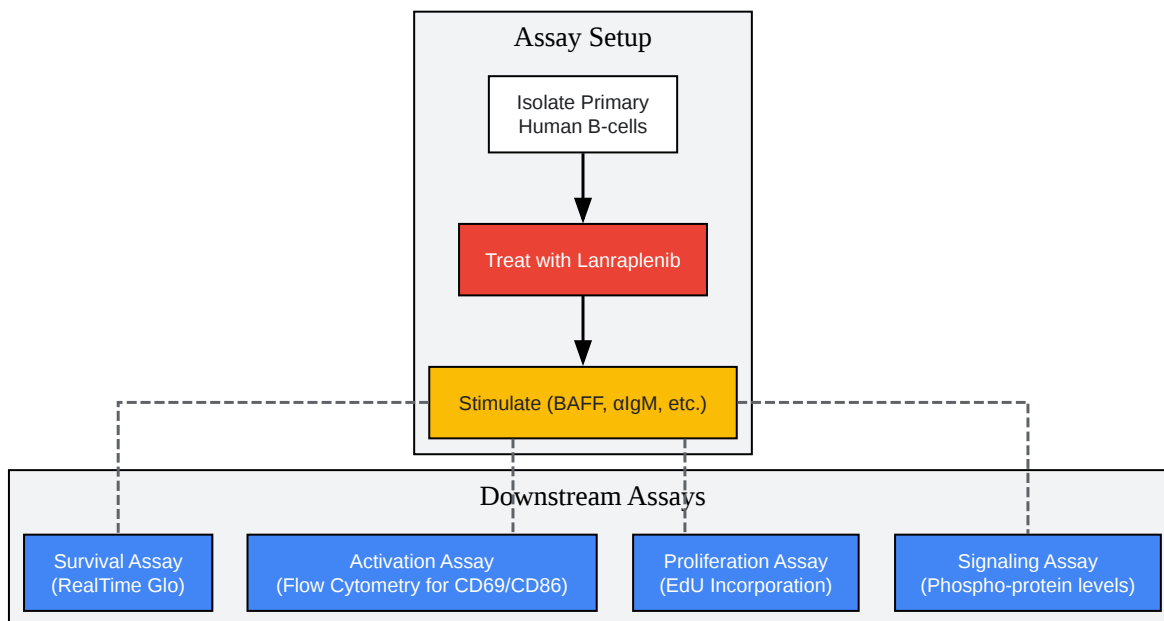 Assay Setup
Isolate Primary
Human B-cells
Treat with Lanraplenib
Stimulate (BAFF, αIgM, etc.)
Downstream Assays
Survival Assay
(RealTime Glo)
Activation Assay
(Flow Cytometry for CD69/CD86)
Proliferation Assay
(EdU Incorporation)
Signaling Assay
(Phospho-protein levels)